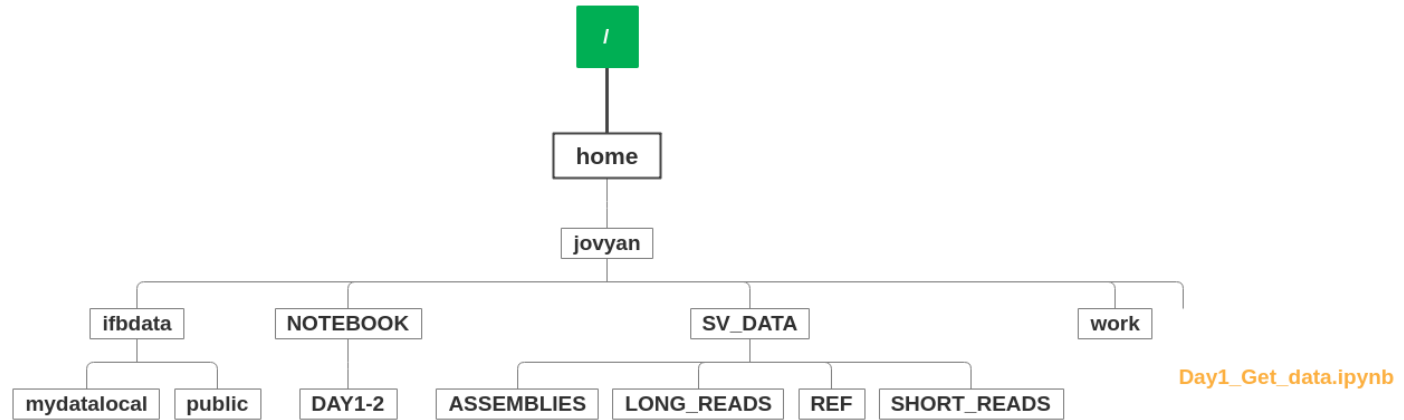 /
home
jovyan
ifbdata
NOTEBOOK
SV_DATA
work
Day1_Get_data.ipynb
mydatalocal
public
DAY1-2
ASSEMBLIES
LONG_READS
REF
SHORT_READS